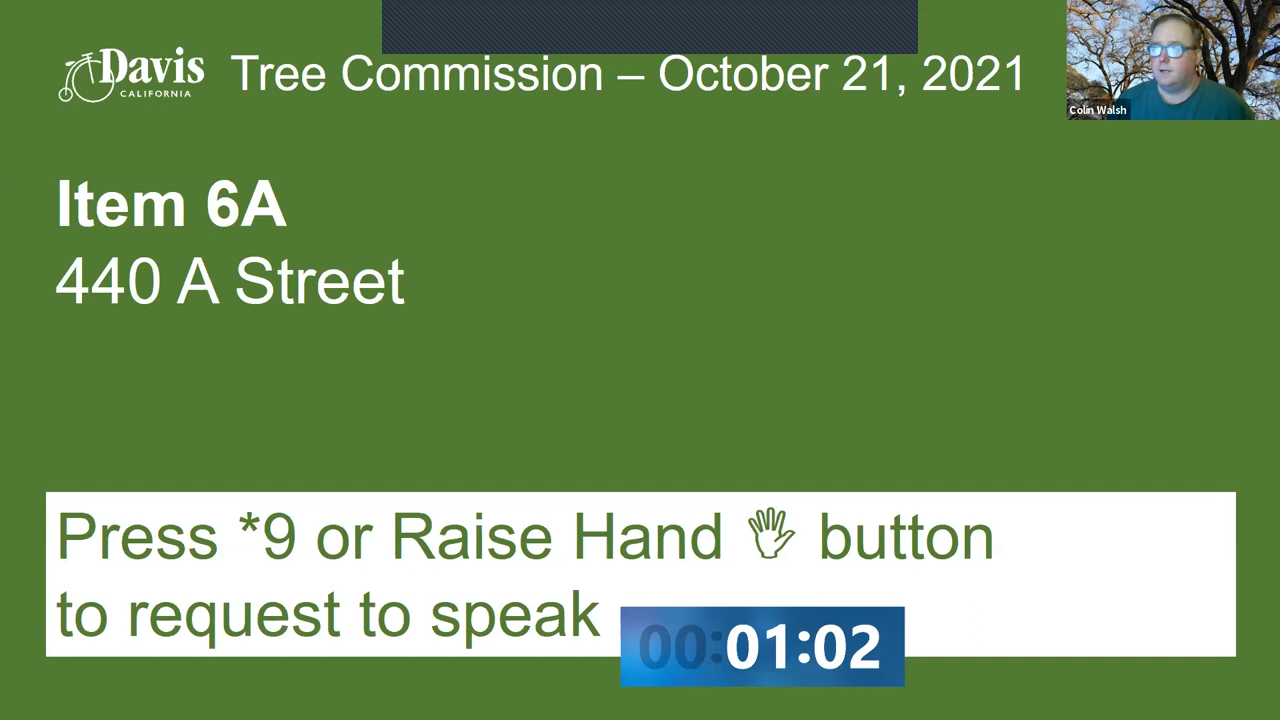 Davis
CALIFORNIA
Tree Commission – October 21, 2021
Colin Walsh
Item 6A
440 A Street
Press *9 or Raise Hand button
to request to speak
00:01:02